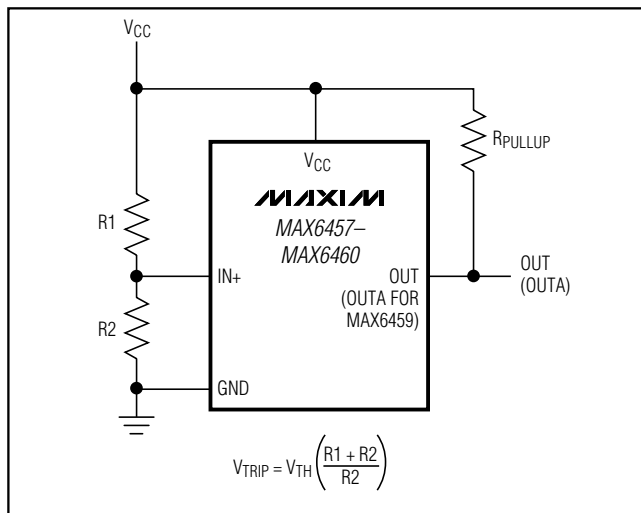 VCC
VCC
MAXIM
MAX6457–
MAX6460
RPULLUP
R1
IN+
OUT
(OUTA FOR
MAX6459)
OUT
(OUTA)
R2
GND
VTRIP = VTH ( R1 + R2 / R2 )